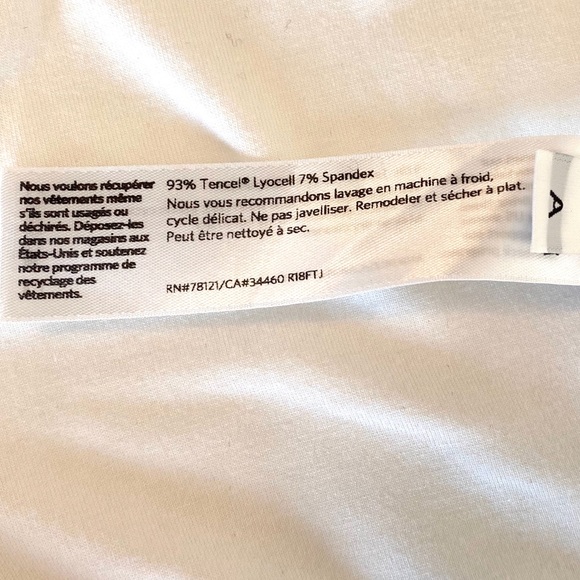 Nous voulons récupérer
nos vêtements même
s'ils sont usagés ou
déchirés. Déposez-les
dans nos magasins aux
États-Unis et soutenez
notre programme de
recyclage des
vêtements.
93% Tencel® Lyocell 7% Spandex
Nous vous recommandons lavage en machine à froid,
cycle délicat. Ne pas javelliser. Remodeler et sécher à plat.
Peut être nettoyé à sec.
RN#78121/CA#34460 R18FTJ
A